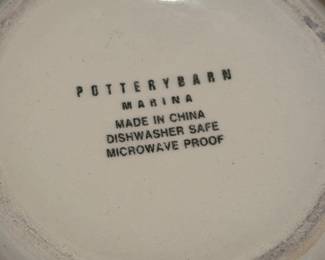 POTTERYBARN
MARINA
MADE IN CHINA
DISHWASHER SAFE
MICROWAVE PROOF